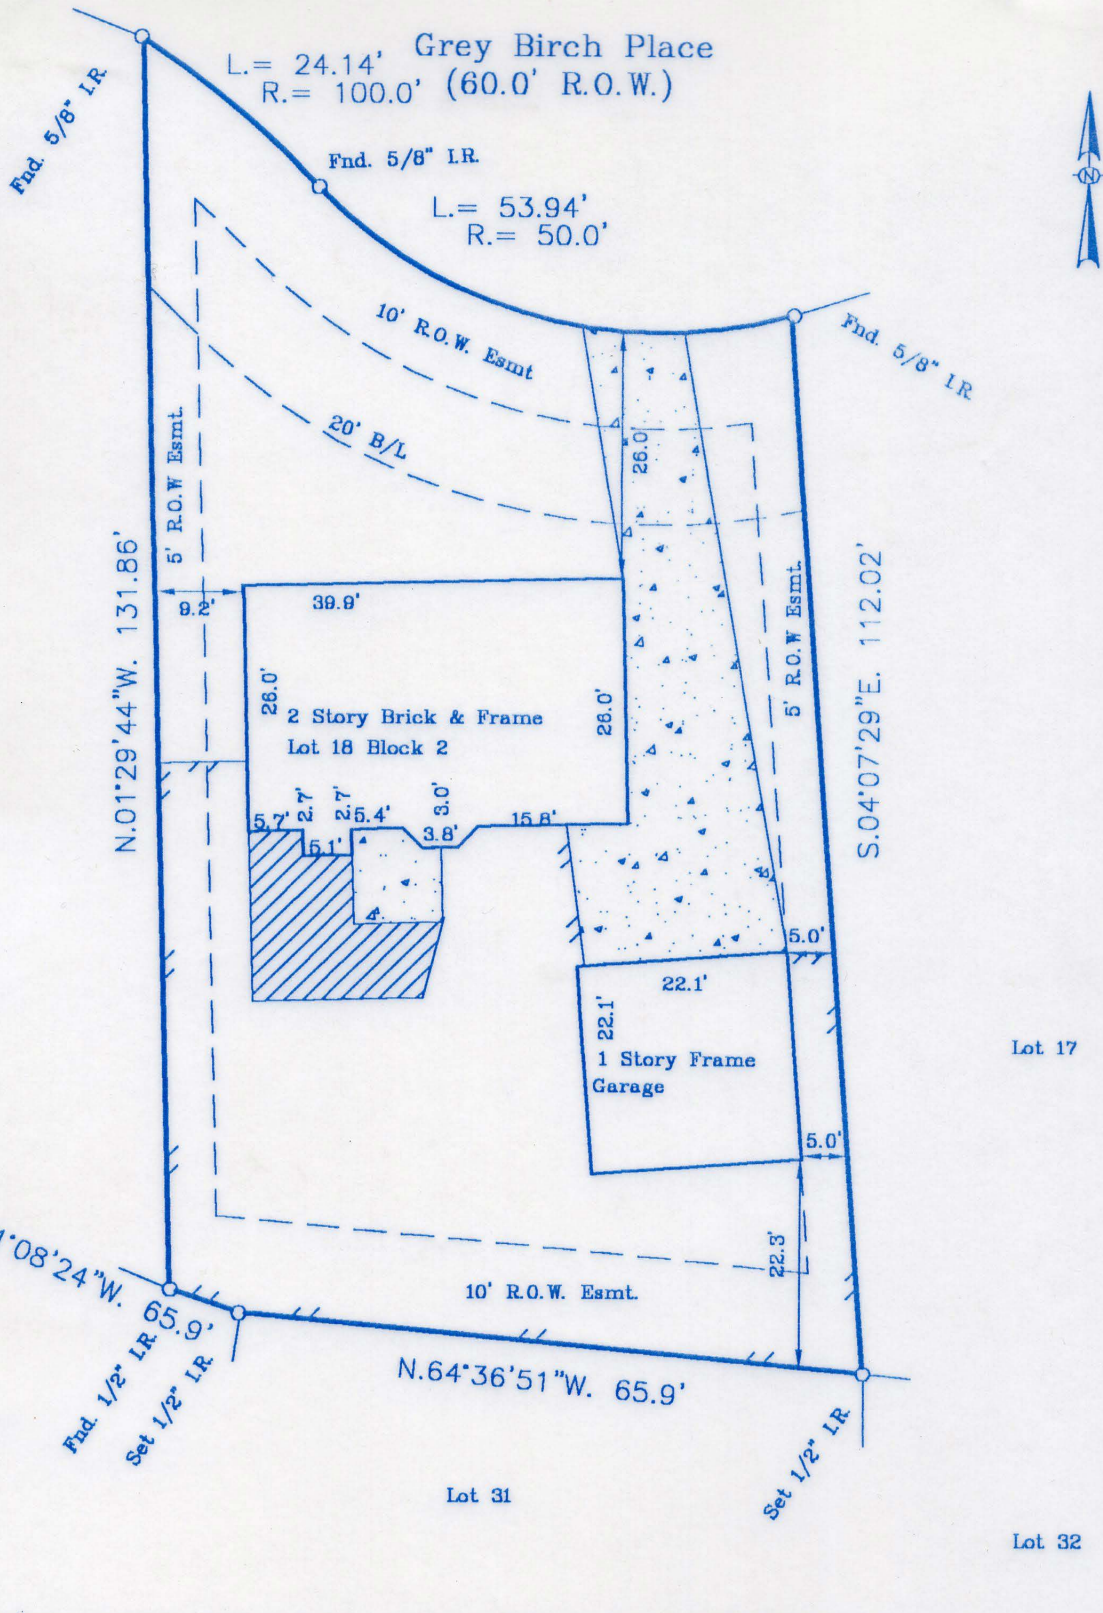 Grey Birch Place
(60.0' R.O.W.)
L.= 24.14'
R.= 100.0'
Fnd. 5/8" I.R.
Fnd. 5/8" I.R.
L.= 53.94'
R.= 50.0'
N
10' R.O.W. Esmt
Fnd. 5/8" I.R
20' B/L
26.0'
5' R.O.W Esmt.
N.01°29'44"W. 131.86'
9.2'
39.9'
5' R.O.W Esmt.
S.04°07'29"E. 112.02'
26.0'
26.0'
2 Story Brick & Frame
Lot 18 Block 2
5.7'
2.7'
5.1'
2.7'
5.4'
3.8'
3.0'
15.8'
5.0'
22.1'
22.1'
1 Story Frame
Garage
Lot 17
5.0'
22.3'
10' R.O.W. Esmt.
°08'24"W. 65.9'
N.64°36'51"W. 65.9'
Fnd. 1/2" I.R.
Set 1/2" I.R.
Set 1/2" I.R.
Lot 31
Lot 32